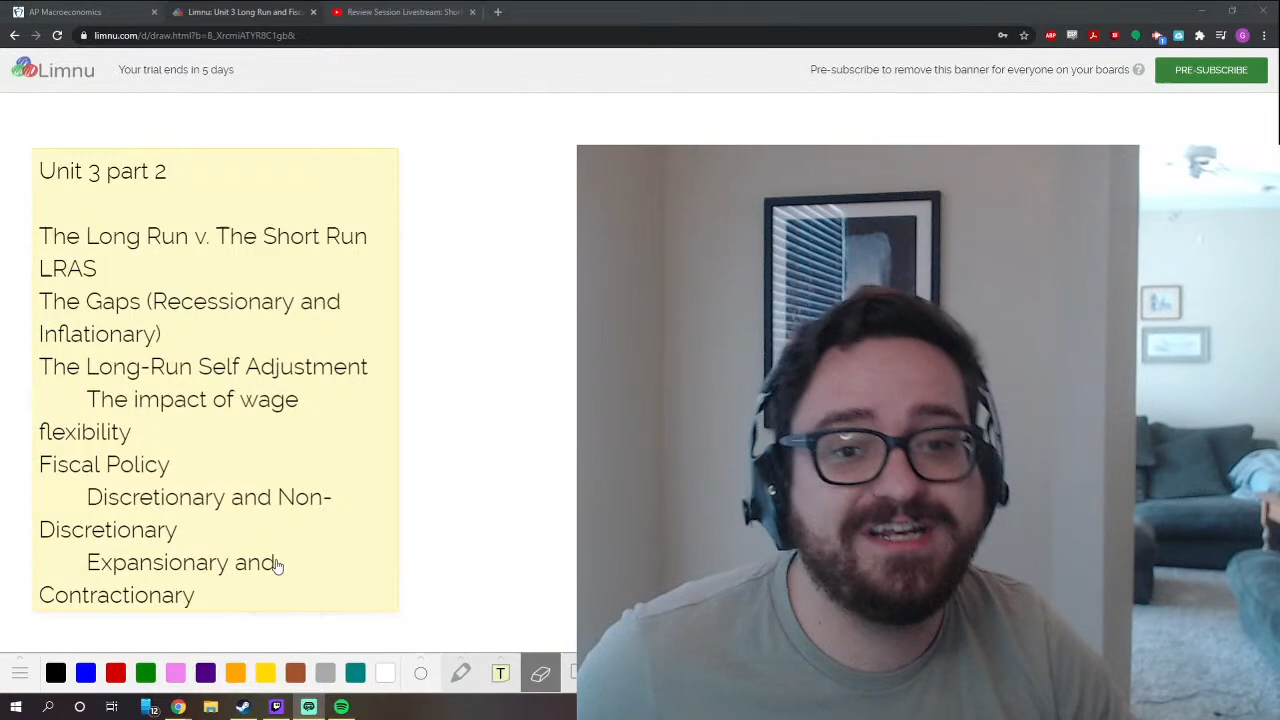 AP Macroeconomics
Limnu: Unit 3 Long Run and Fisc
Review Session Livestream: Shor
limnu.com/d/draw.html?b=B_XrcmiATYR8C1gb&
G
Limnu
Your trial ends in 5 days
Pre-subscribe to remove this banner for everyone on your boards
?
PRE-SUBSCRIBE
Unit 3 part 2
The Long Run v. The Short Run
LRAS
The Gaps (Recessionary and
Inflationary)
The Long-Run Self Adjustment
The impact of wage
flexibility
Fiscal Policy
Discretionary and Non-
Discretionary
Expansionary and
Contractionary
T
12